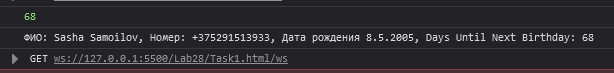 68
ФИО: Sasha Samoilov, Номер: +375291513933, Дата рождения 8.5.2005, Days Until Next Birthday: 68
GET ws://127.0.0.1:5500/Lab28/Task1.html/ws